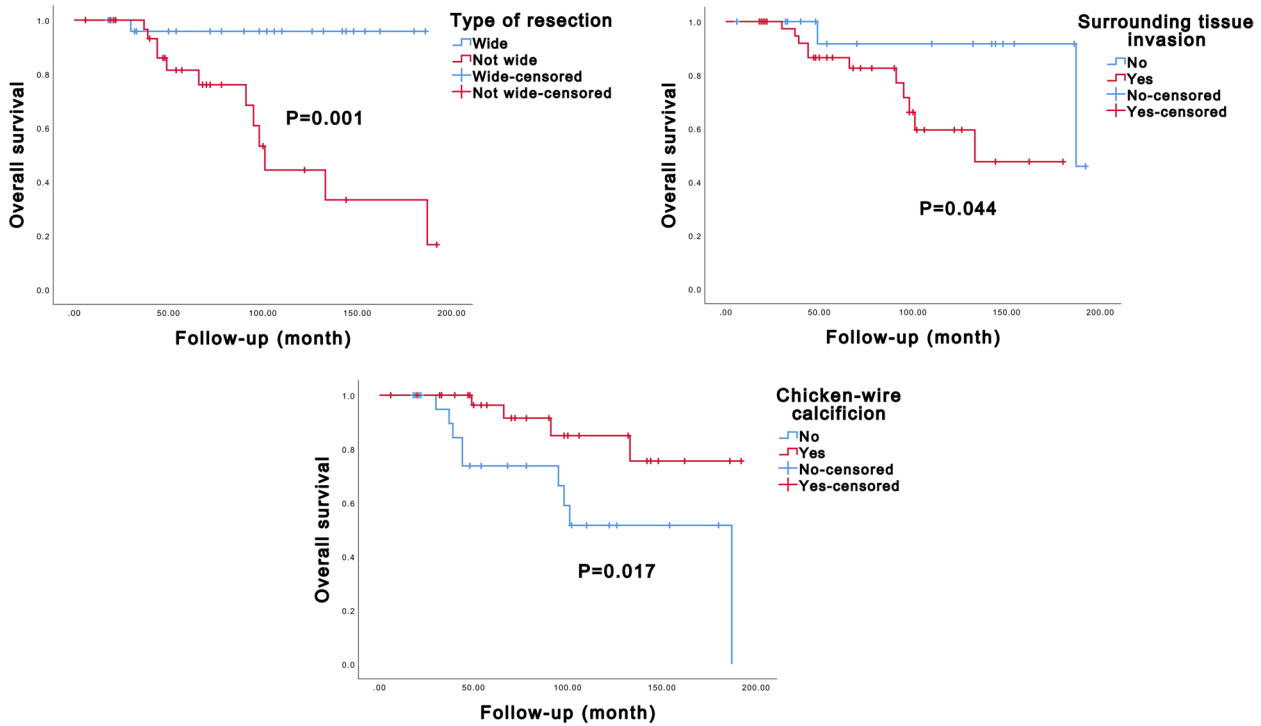 Type of resection
Wide
Not wide
Wide-censored
Not wide-censored
1.0
0.8
0.6
0.4
0.2
0.0
Overall survival
P=0.001
.00 50.00 100.00 150.00 200.00
Follow-up (month)
Surrounding tissue
invasion
No
Yes
No-censored
Yes-censored
1.0
0.8
0.6
0.4
0.2
0.0
Overall survival
P=0.044
.00 50.00 100.00 150.00 200.00
Follow-up (month)
Chicken-wire
calcificion
No
Yes
No-censored
Yes-censored
1.0
0.8
0.6
0.4
0.2
0.0
Overall survival
P=0.017
.00 50.00 100.00 150.00 200.00
Follow-up (month)